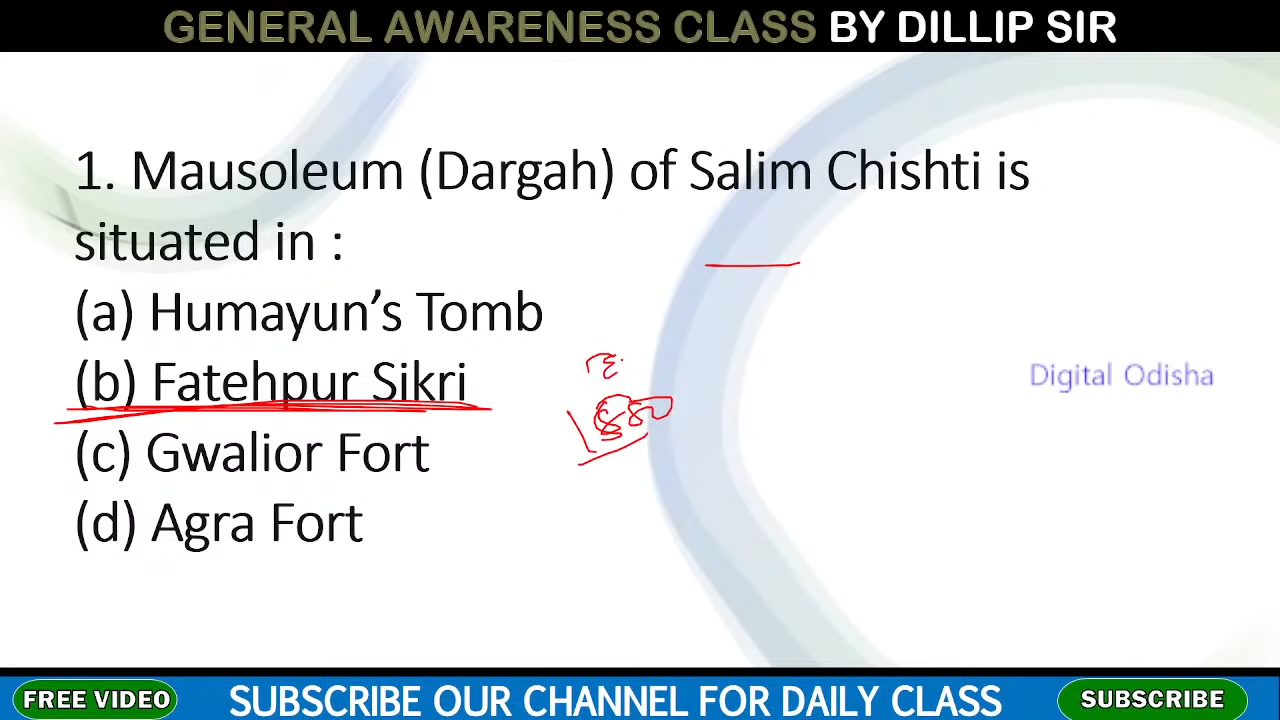 GENERAL AWARENESS CLASS BY DILLIP SIR
1. Mausoleum (Dargah) of Salim Chishti is
situated in :
(a) Humayun’s Tomb
(b) Fatehpur Sikri
(c) Gwalior Fort
(d) Agra Fort
Digital Odisha
FREE VIDEO
SUBSCRIBE OUR CHANNEL FOR DAILY CLASS
SUBSCRIBE